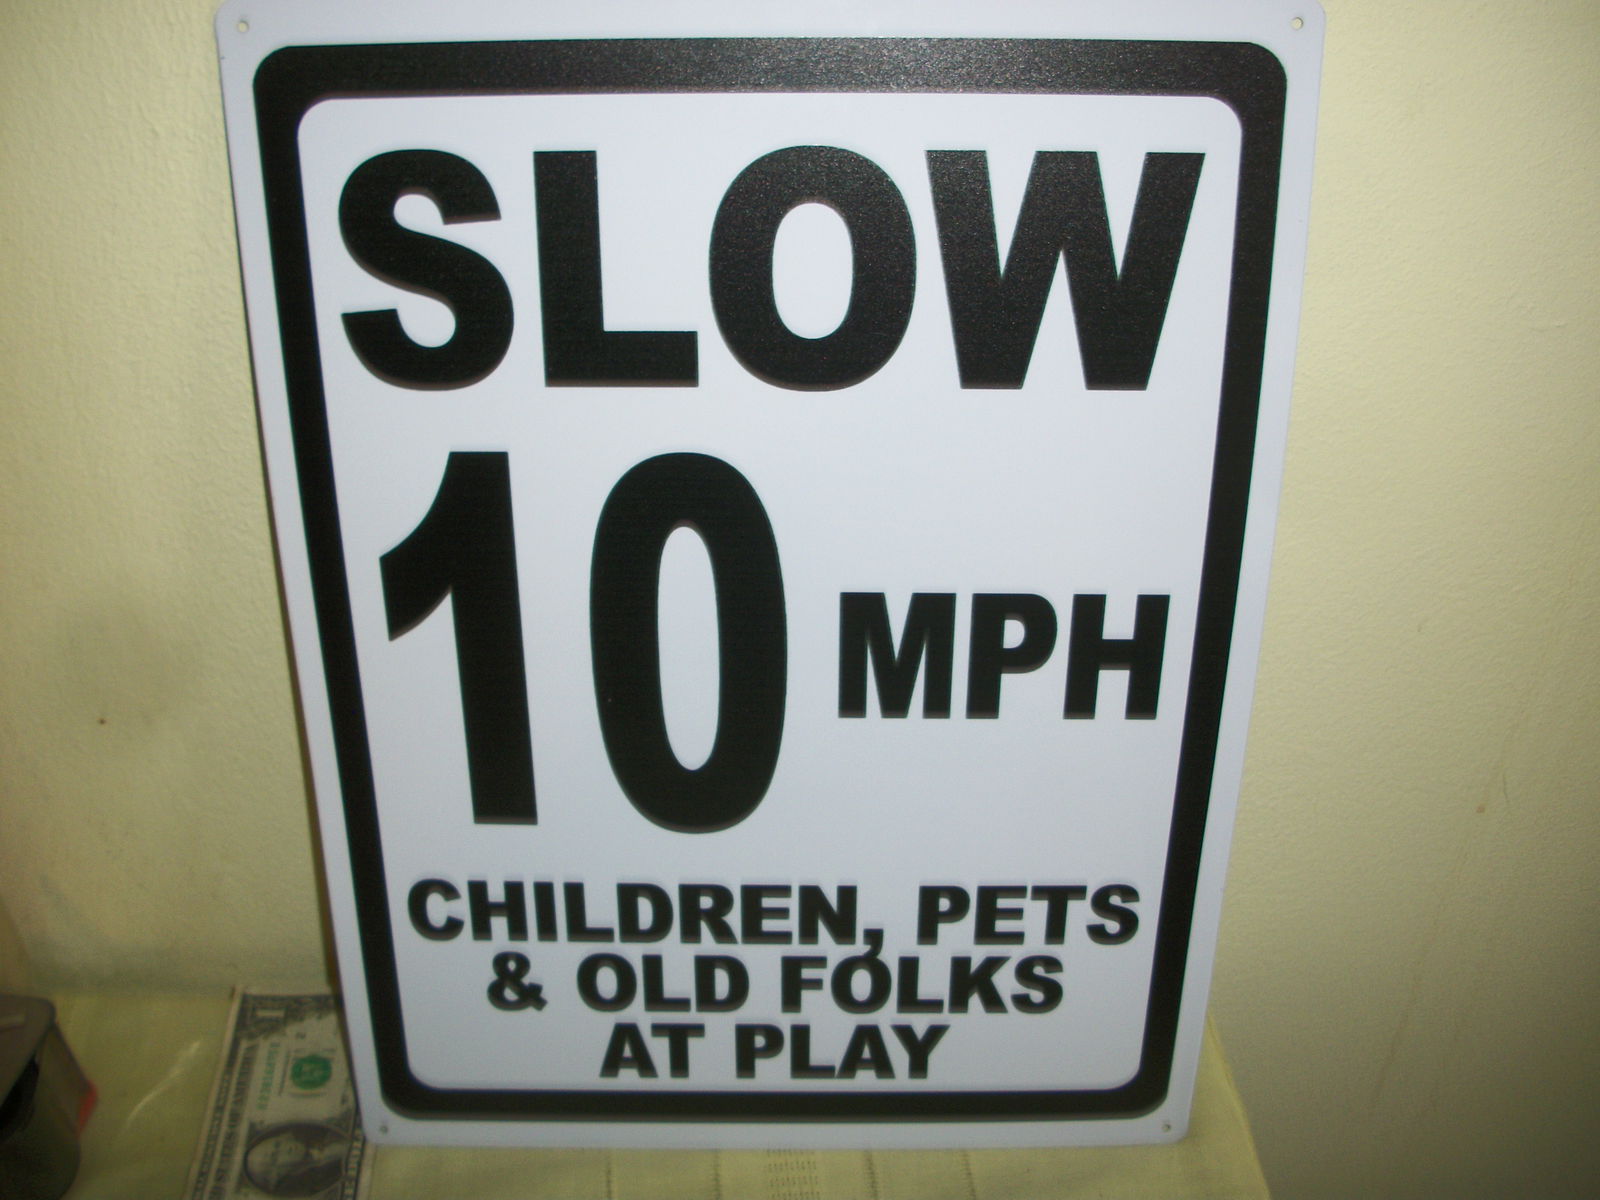 SLOW
10 MPH
CHILDREN, PETS
& OLD FOLKS
AT PLAY